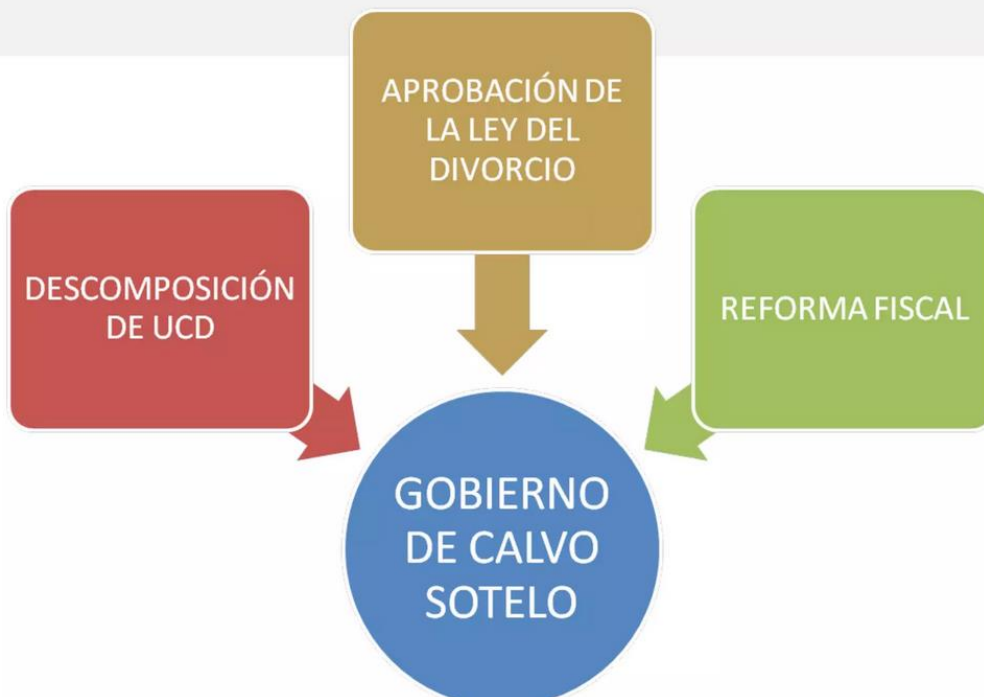 APROBACIÓN DE
LA LEY DEL
DIVORCIO
DESCOMPOSICIÓN
DE UCD
REFORMA FISCAL
GOBIERNO
DE CALVO
SOTELO